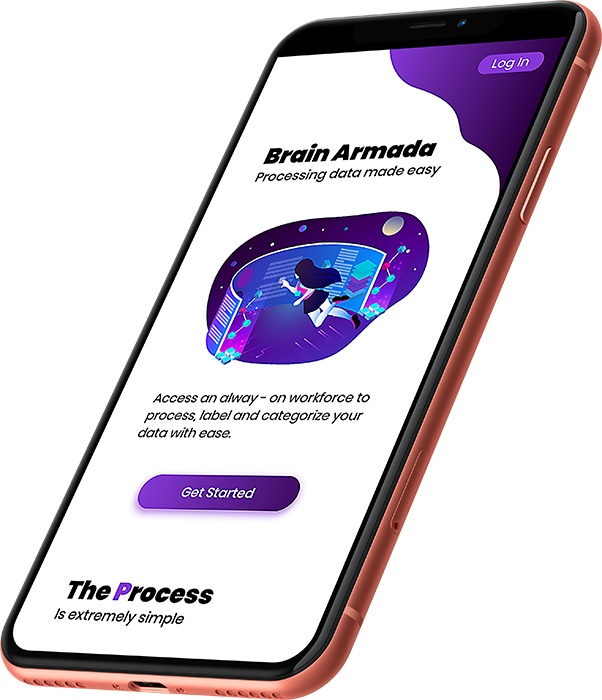 Log In
Brain Armada
Processing data made easy
Access an alway - on workforce to
process, label and categorize your
data with ease.
Get Started
The Process
Is extremely simple